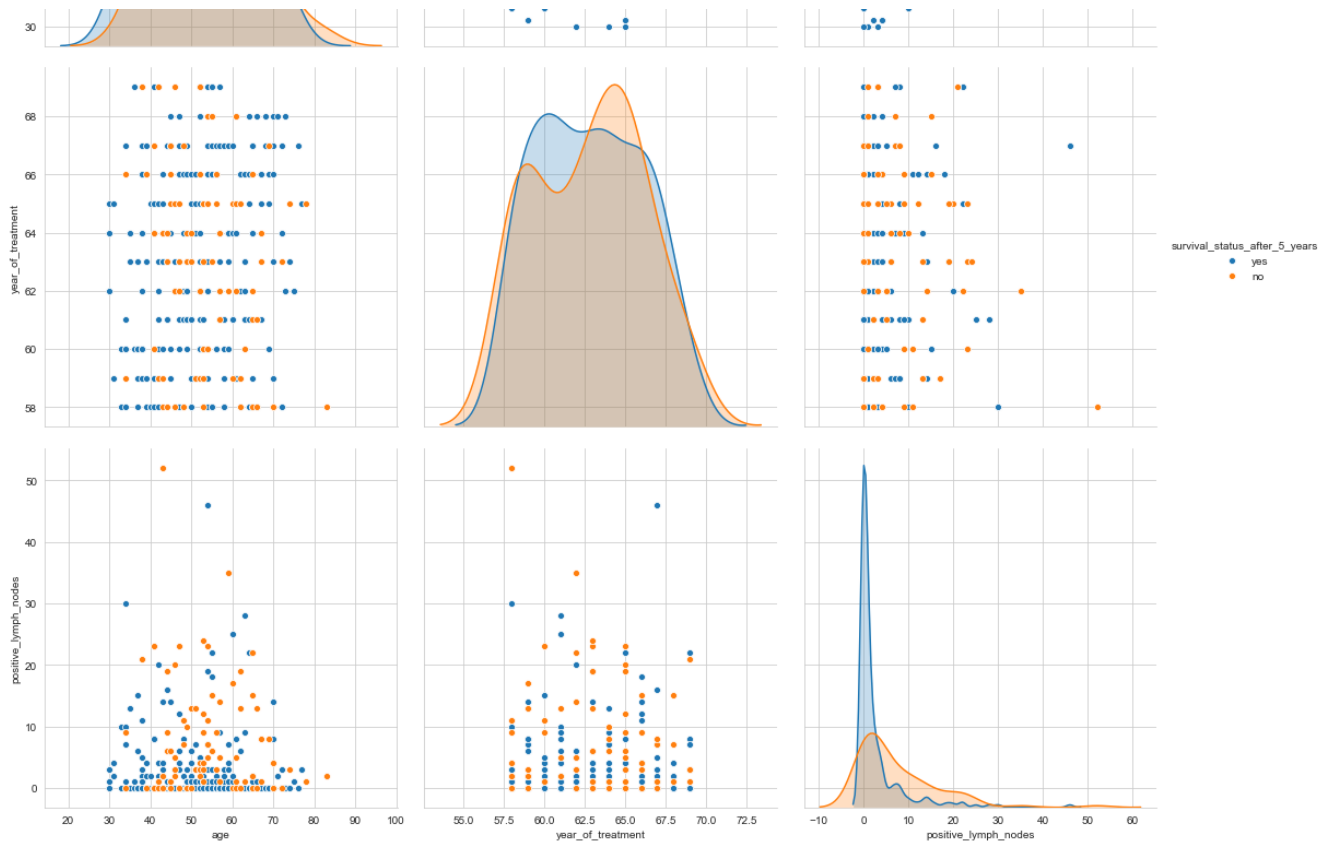 30
68
66
64
62
60
58
year_of_treatment
survival_status_after_5_years
yes
no
50
40
30
20
10
0
positive_lymph_nodes
20 30 40 50 60 70 80 90 100
55.0 57.5 60.0 62.5 65.0 67.5 70.0 72.5
−10 0 10 20 30 40 50 60
age
year_of_treatment
positive_lymph_nodes